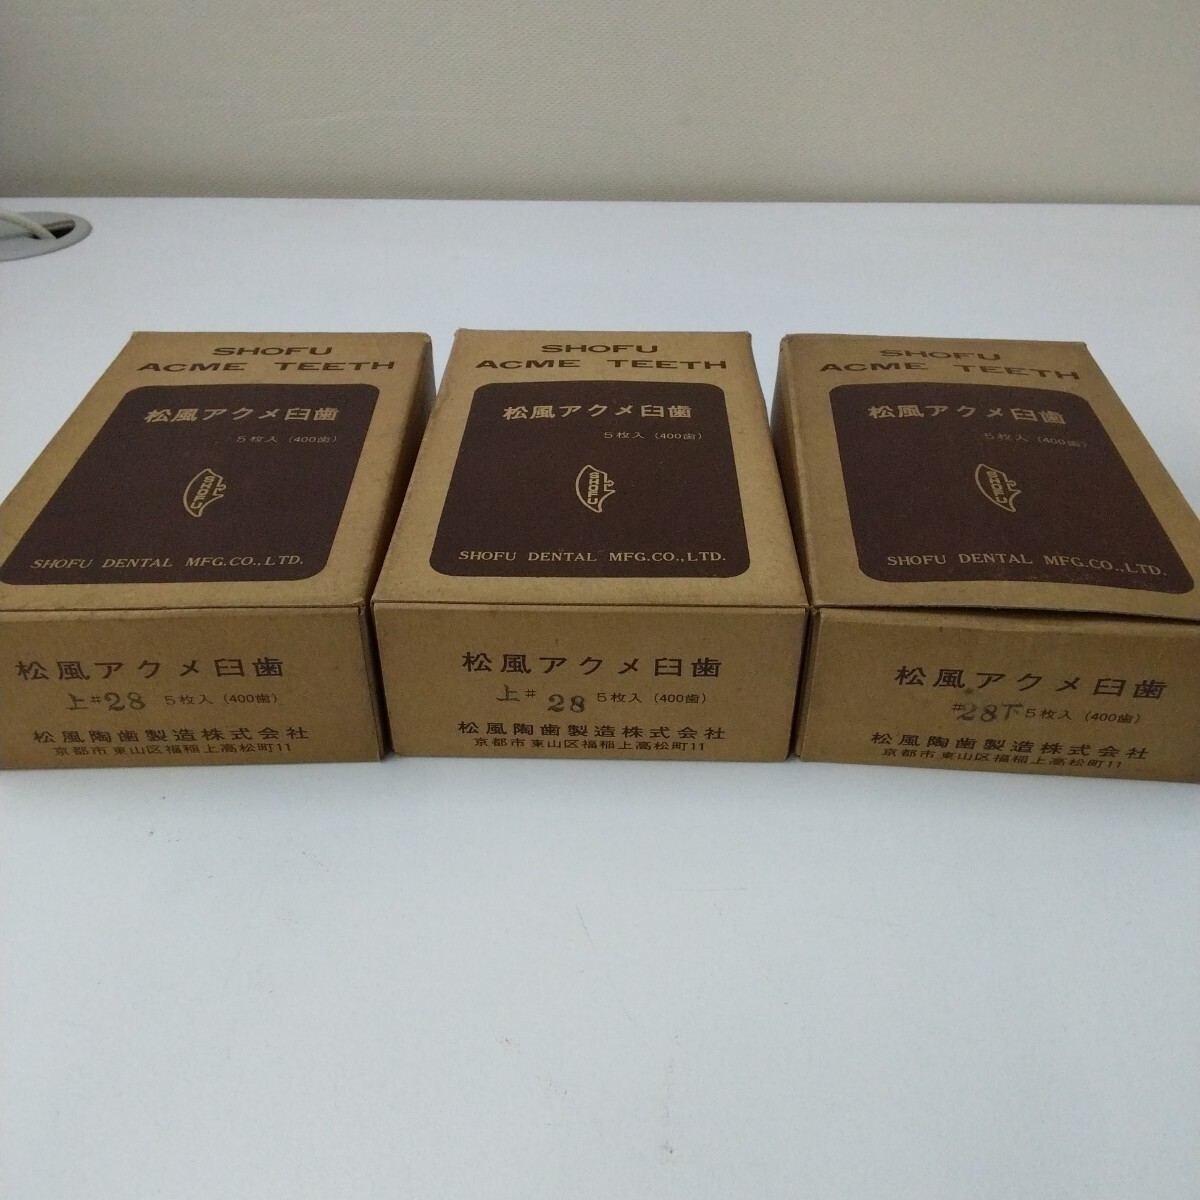 SHOFU
ACME TEETH
松風アクメ臼歯
5枚入(400歯)
SHOFU
SHOFU DENTAL MFG.CO.,LTD.
松風アクメ臼歯
上#28 5枚入(400歯)
松風陶歯製造株式会社
京都市東山区福稲上高松町11
SHOFU
ACME TEETH
松風アクメ臼歯
5枚入(400歯)
SHOFU
SHOFU DENTAL MFG.CO.,LTD.
松風アクメ臼歯
上#28 5枚入(400歯)
松風陶歯製造株式会社
京都市東山区福稲上高松町11
SHOFU
ACME TEETH
松風アクメ臼歯
5枚入(400歯)
SHOFU
SHOFU DENTAL MFG.CO.,LTD.
松風アクメ臼歯
#28下5枚入(400歯)
松風陶歯製造株式会社
京都市東山区福稲上高松町11